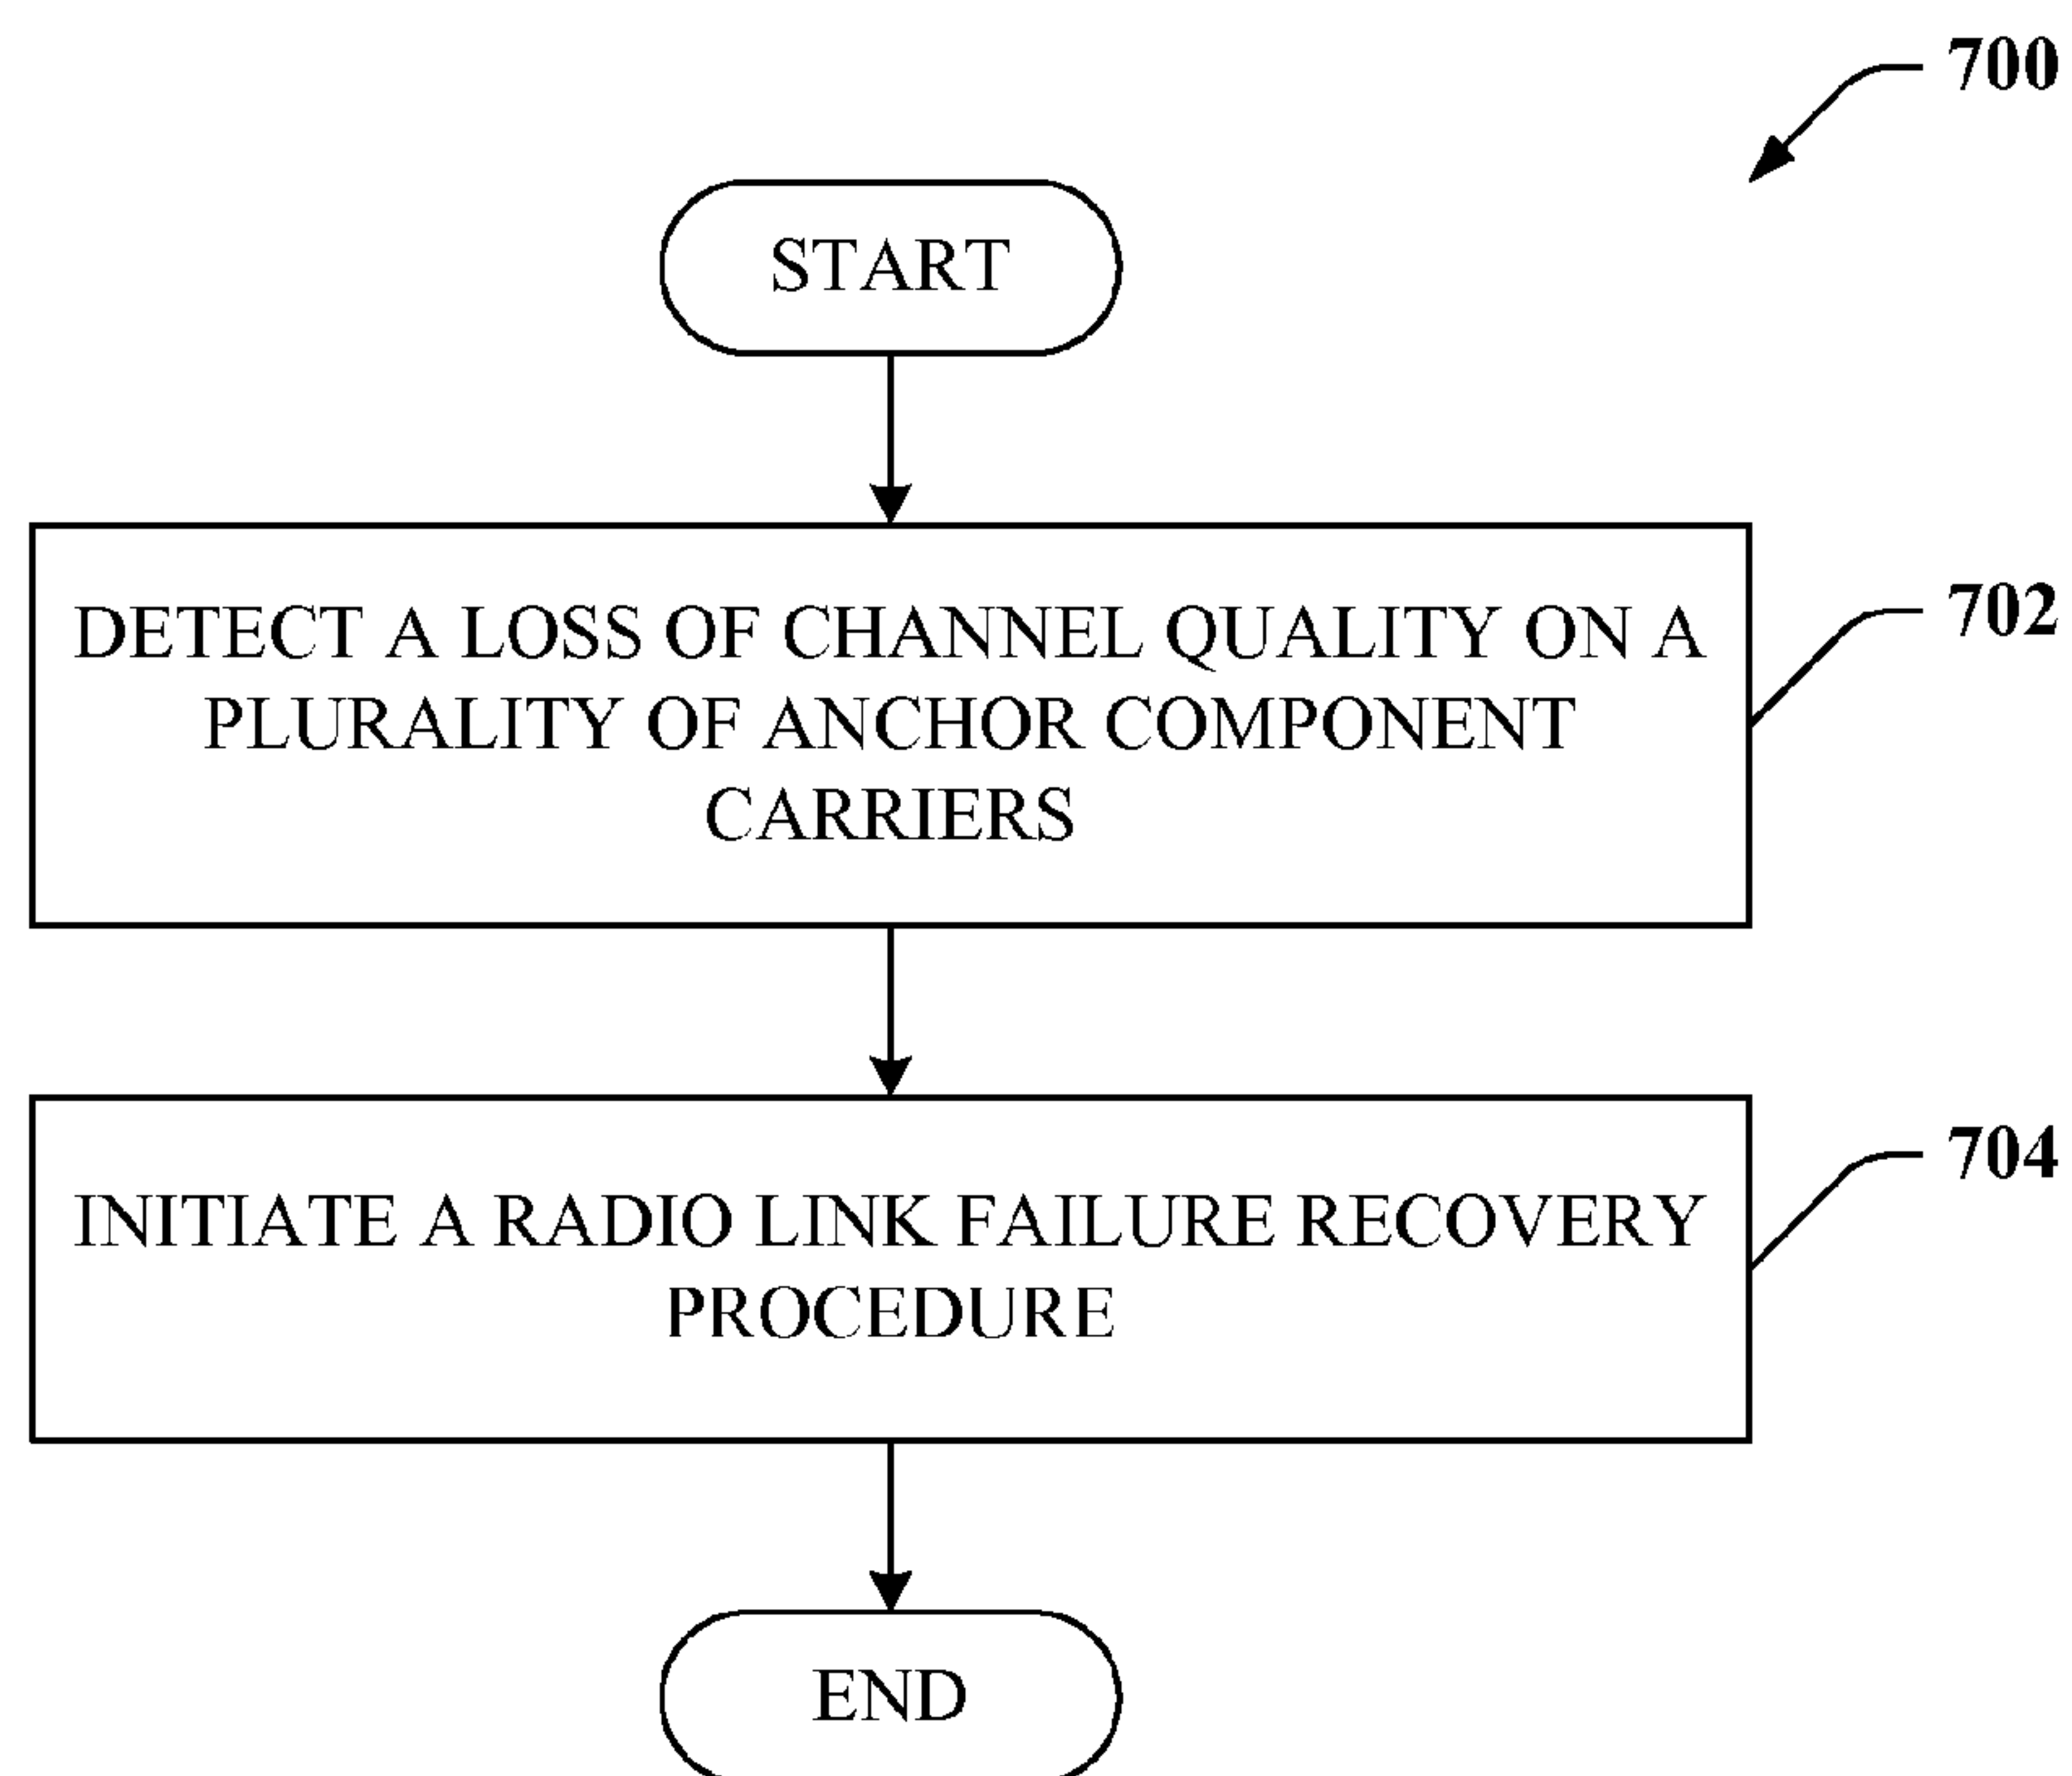 700
START
DETECT A LOSS OF CHANNEL QUALITY ON A
PLURALITY OF ANCHOR COMPONENT
CARRIERS
702
INITIATE A RADIO LINK FAILURE RECOVERY
PROCEDURE
704
END